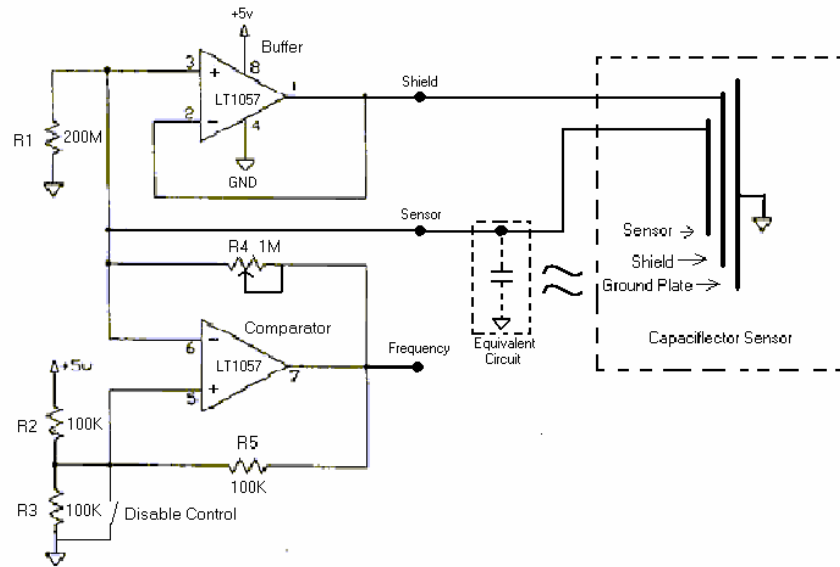 +5v
Buffer
3
+
8
1
LT1057
2
−
4
R1
200M
GND
Shield
Sensor
R4 1M
Sensor
Shield
Ground Plate
Comparator
Equivalent
Circuit
Capaciflector Sensor
6
−
LT1057
7
+
5
Frequency
+5v
R2
100K
R5
100K
R3
100K
Disable Control